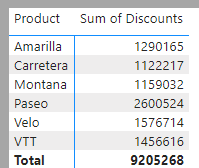 Product Sum of Discounts
Amarilla 1290165
Carretera 1122217
Montana 1159032
Paseo 2600524
Velo 1576714
VTT 1456616
Total 9205268